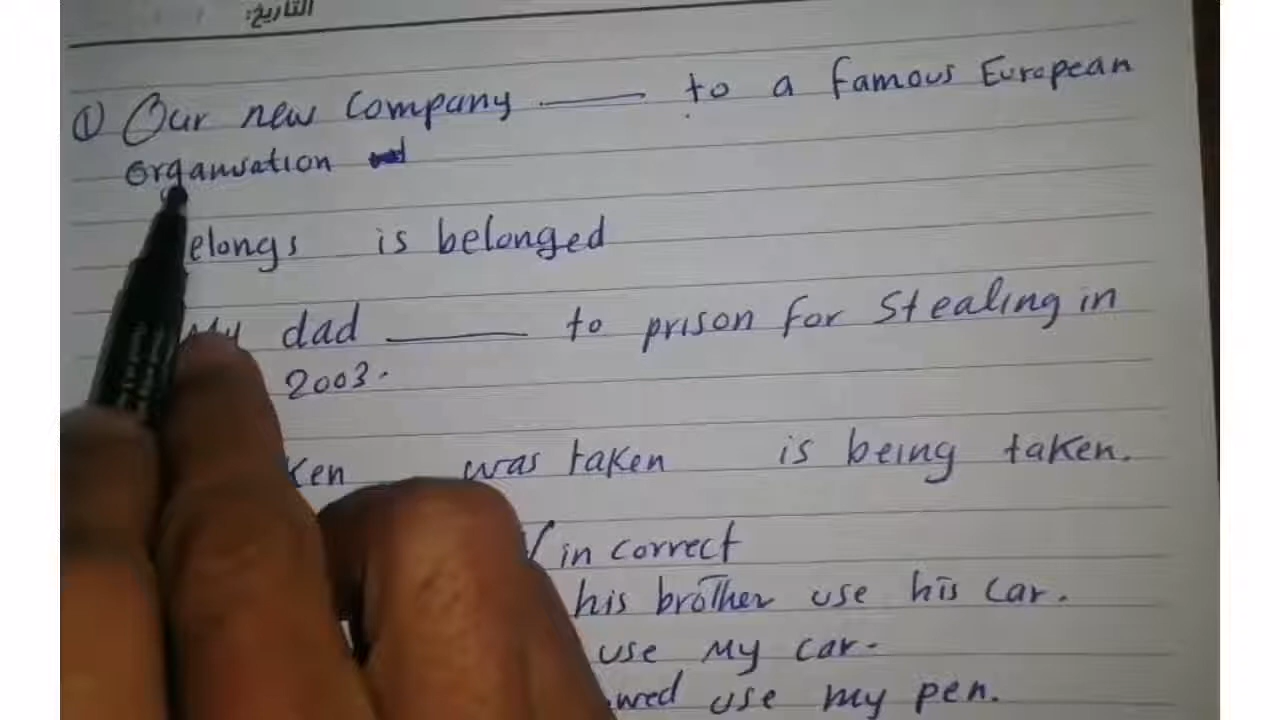 التاريخ:
① Our new company ——— to a famous European
organisation
elongs is belonged
My dad ——— to prison for stealing in
2003.
ken was taken is being taken.
/ in correct
his brother use his car.
use my car.
wed use my pen.